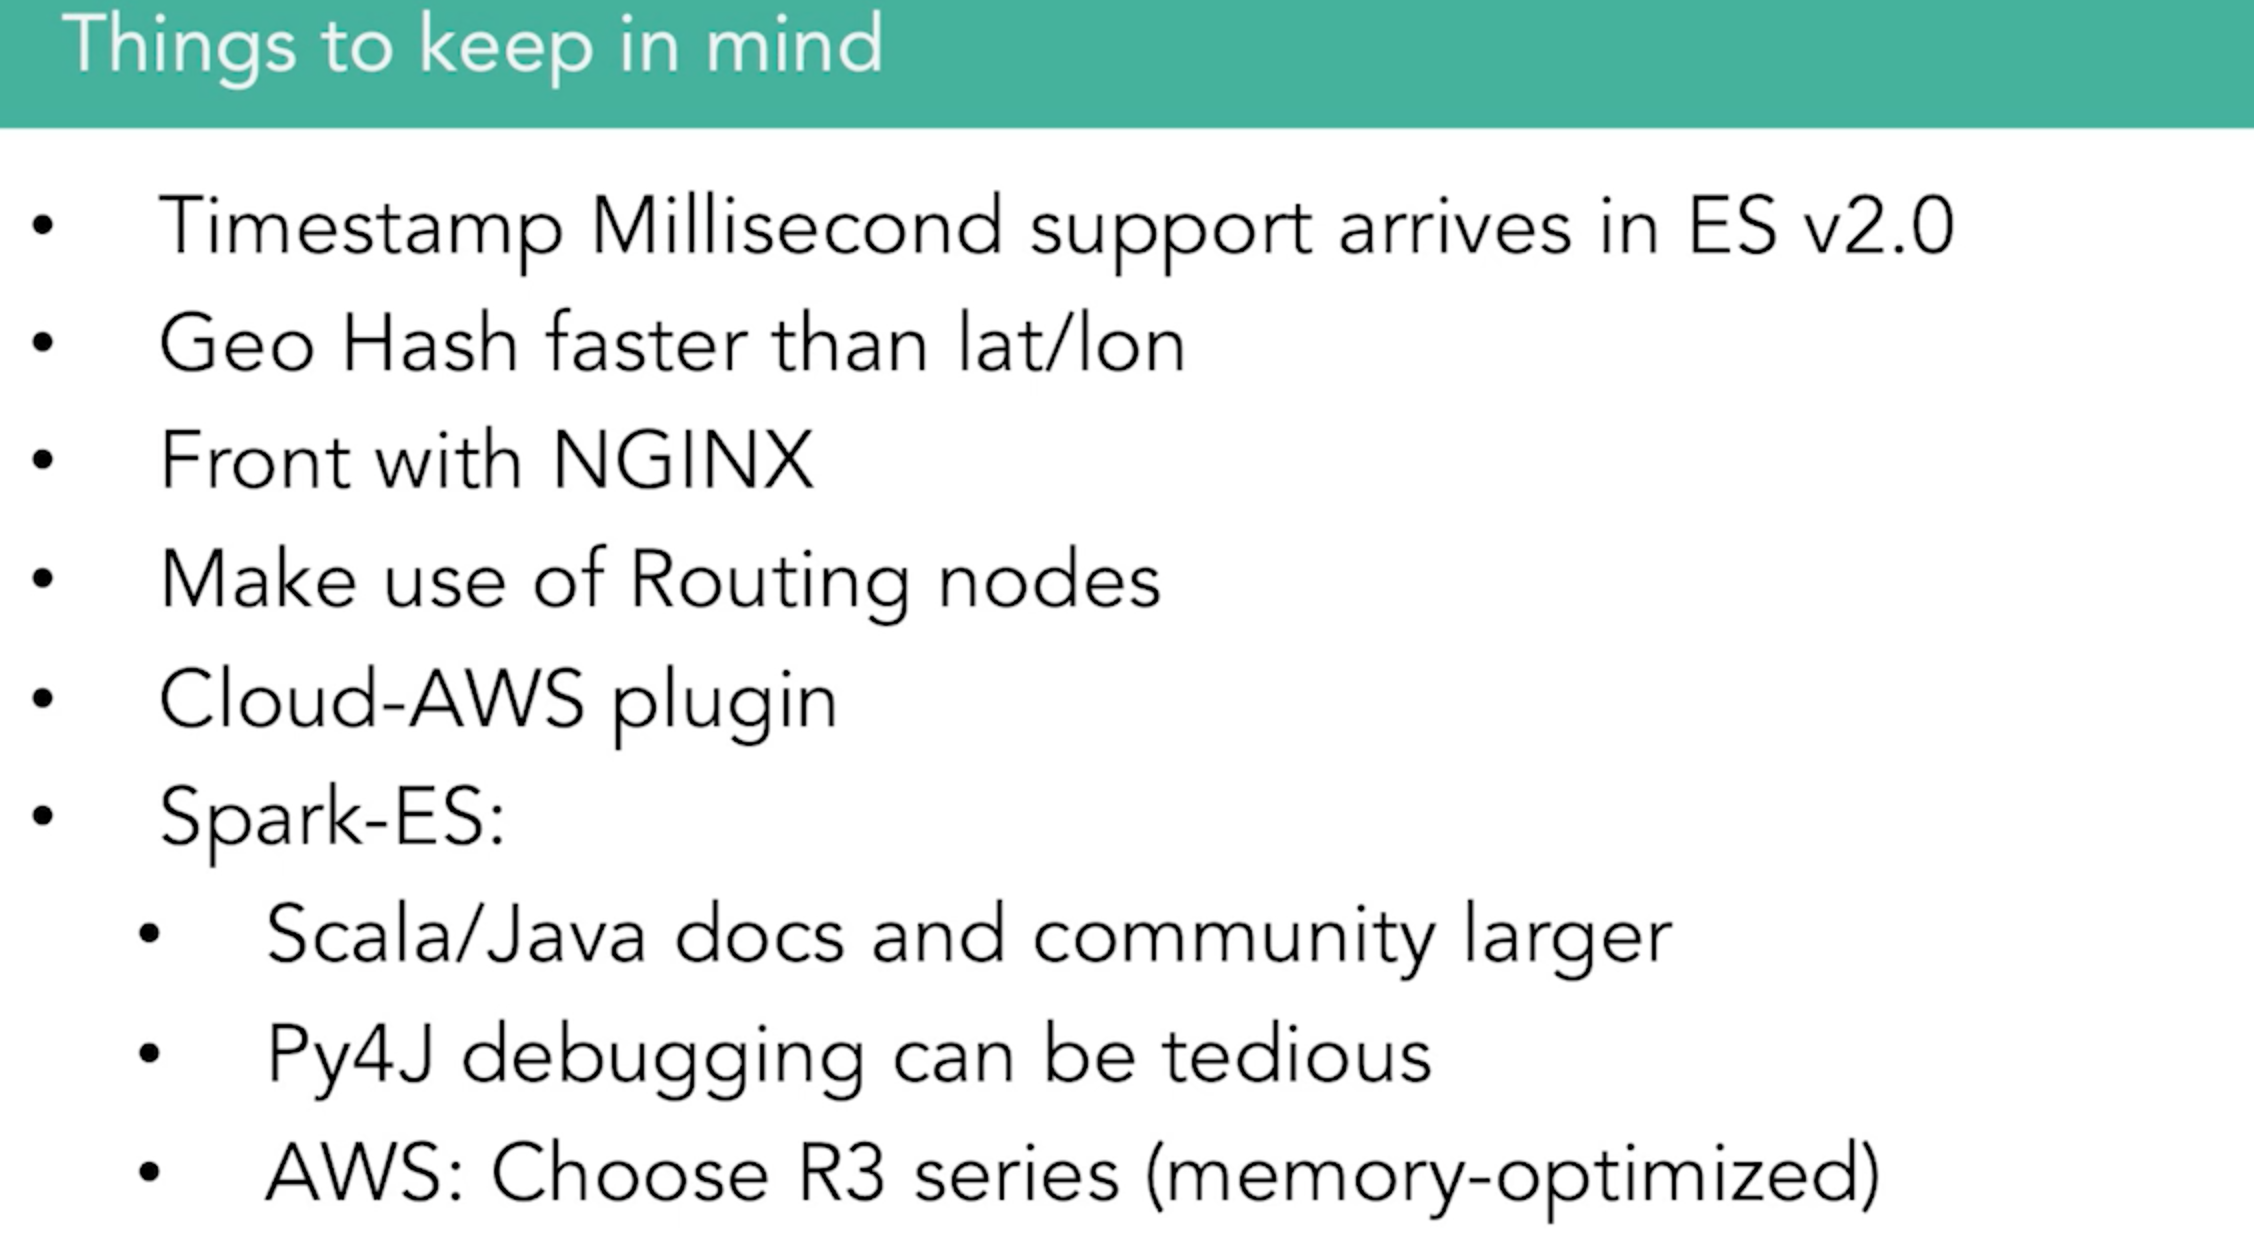 Things to keep in mind
• Timestamp Millisecond support arrives in ES v2.0
• Geo Hash faster than lat/lon
• Front with NGINX
• Make use of Routing nodes
• Cloud-AWS plugin
• Spark-ES:
• Scala/Java docs and community larger
• Py4J debugging can be tedious
• AWS: Choose R3 series (memory-optimized)